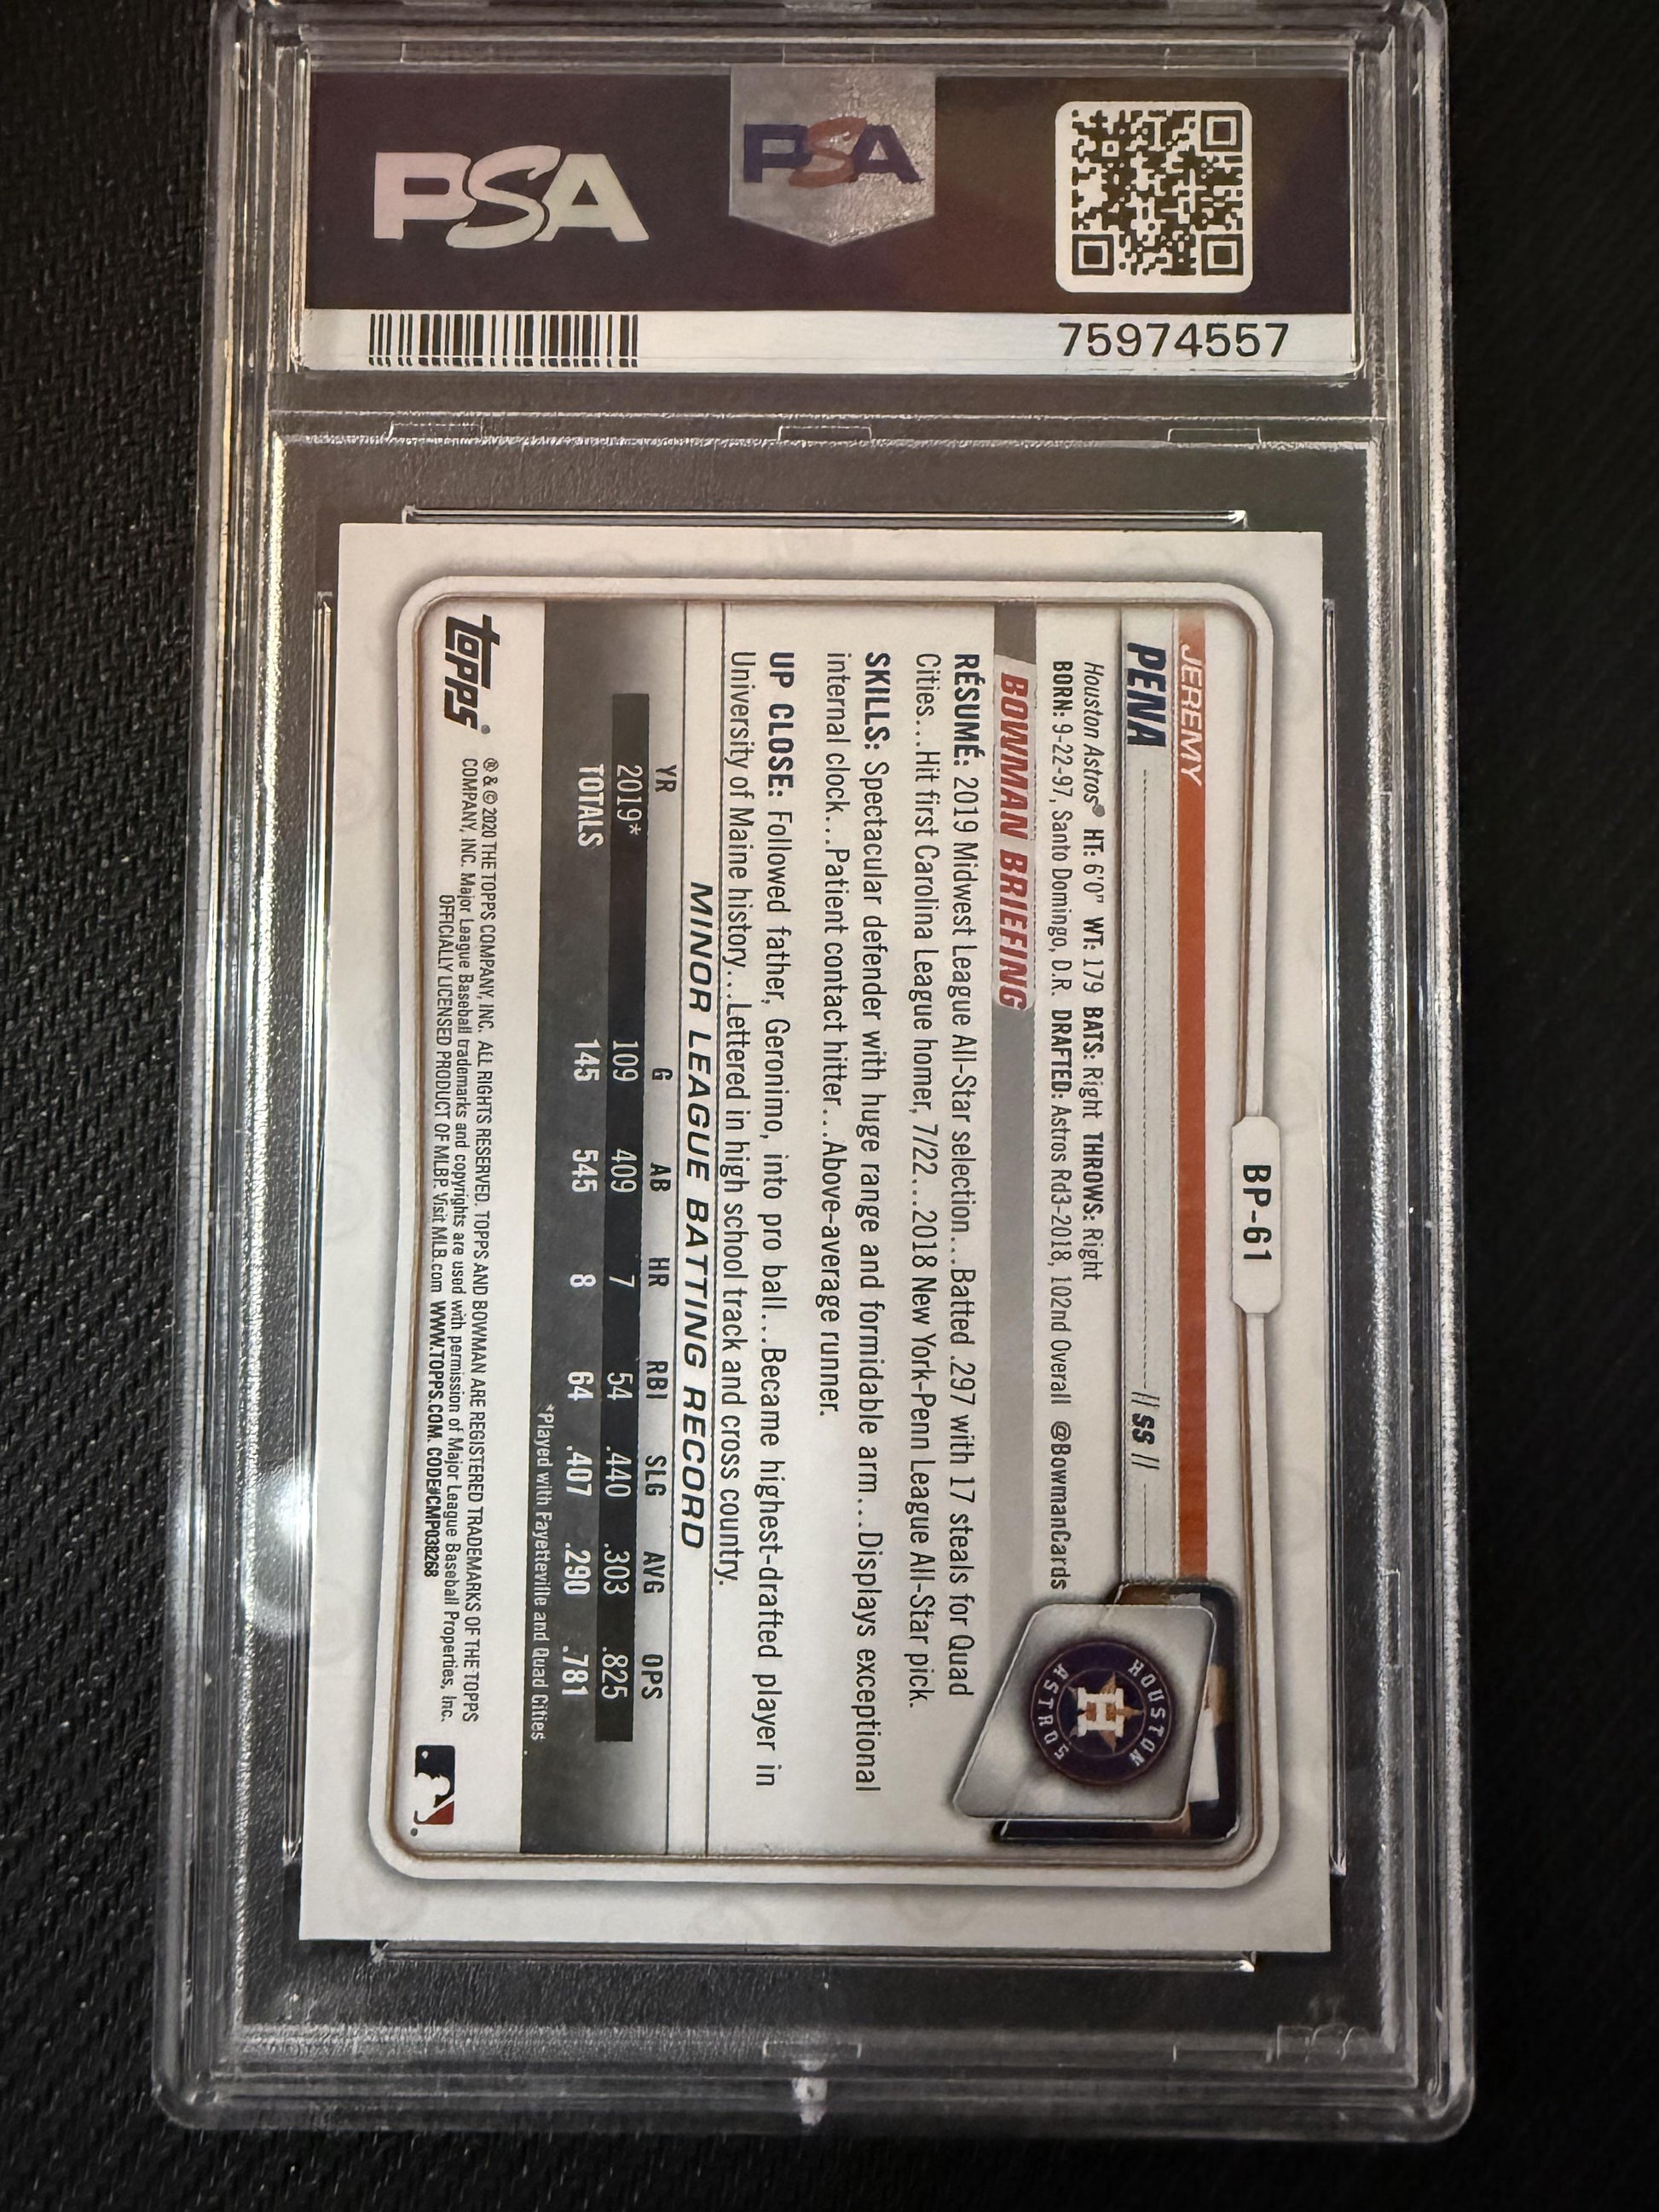 PSA
PSA
75974557
BP-61
JEREMY
PENA // SS //
Houston Astros® HT: 6'0" WT: 179 BATS: Right THROWS: Right
BORN: 9-22-97, Santo Domingo, D.R. DRAFTED: Astros Rd3-2018, 102nd Overall @BowmanCards
HOUSTON
H
ASTROS
BOWMAN BRIEFING
RÉSUMÉ: 2019 Midwest League All-Star selection...Batted .297 with 17 steals for Quad
Cities...Hit first Carolina League homer, 7/22...2018 New York-Penn League All-Star pick.
SKILLS: Spectacular defender with huge range and formidable arm...Displays exceptional
internal clock...Patient contact hitter...Above-average runner.
UP CLOSE: Followed father, Geronimo, into pro ball...Became highest-drafted player in
University of Maine history...Lettered in high school track and cross country.
MINOR LEAGUE BATTING RECORD
YR G AB HR RBI SLG AVG OPS
2019* 109 409 7 54 .440 .303 .825
TOTALS 145 545 8 64 .407 .290 .781
*Played with Fayetteville and Quad Cities.
topps®
® & © 2020 THE TOPPS COMPANY, INC. ALL RIGHTS RESERVED. TOPPS AND BOWMAN ARE REGISTERED TRADEMARKS OF THE TOPPS
COMPANY, INC. Major League Baseball trademarks and copyrights are used with permission of Major League Baseball Properties, Inc.
OFFICIALLY LICENSED PRODUCT OF MLBP. Visit MLB.com WWW.TOPPS.COM. CODE#CMP038268